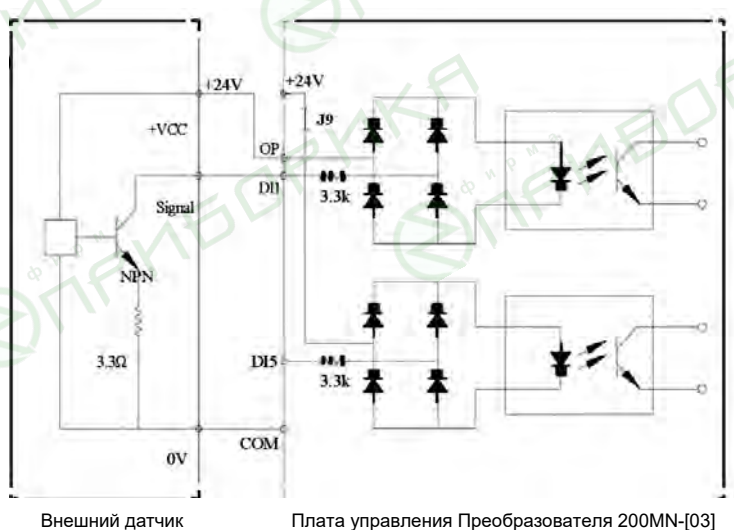 +24V
+24V
+VCC
J9
OP
DI1
3.3k
Signal
NPN
3.3Ω
DI5
3.3k
COM
0V
Внешний датчик
Плата управления Преобразователя 200MN-[03]
фирма